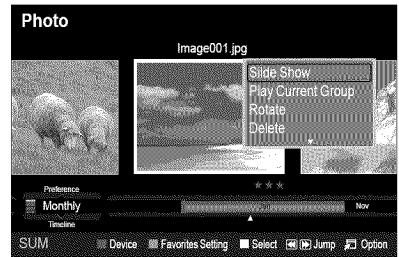 Photo
Image001.jpg
Silde Show
Play Current Group
Rotate
Delete
Preference
Monthly
Nov
Timeline
SUM Device Favorites Setting Select Jump Option